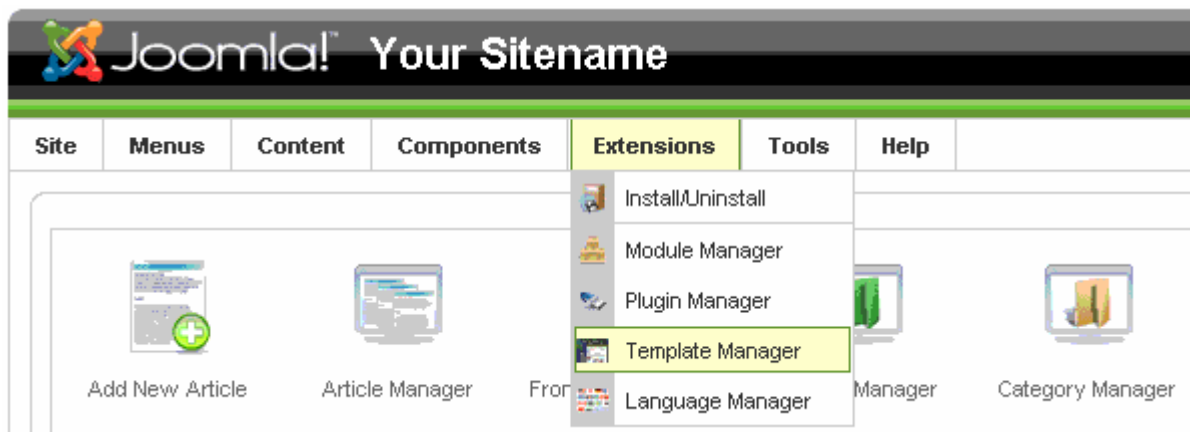 Joomla!™ Your Sitename
Site Menus Content Components Extensions Tools Help
Install/Uninstall
Module Manager
Plugin Manager
Template Manager
Language Manager
Add New Article Article Manager Manager Category Manager